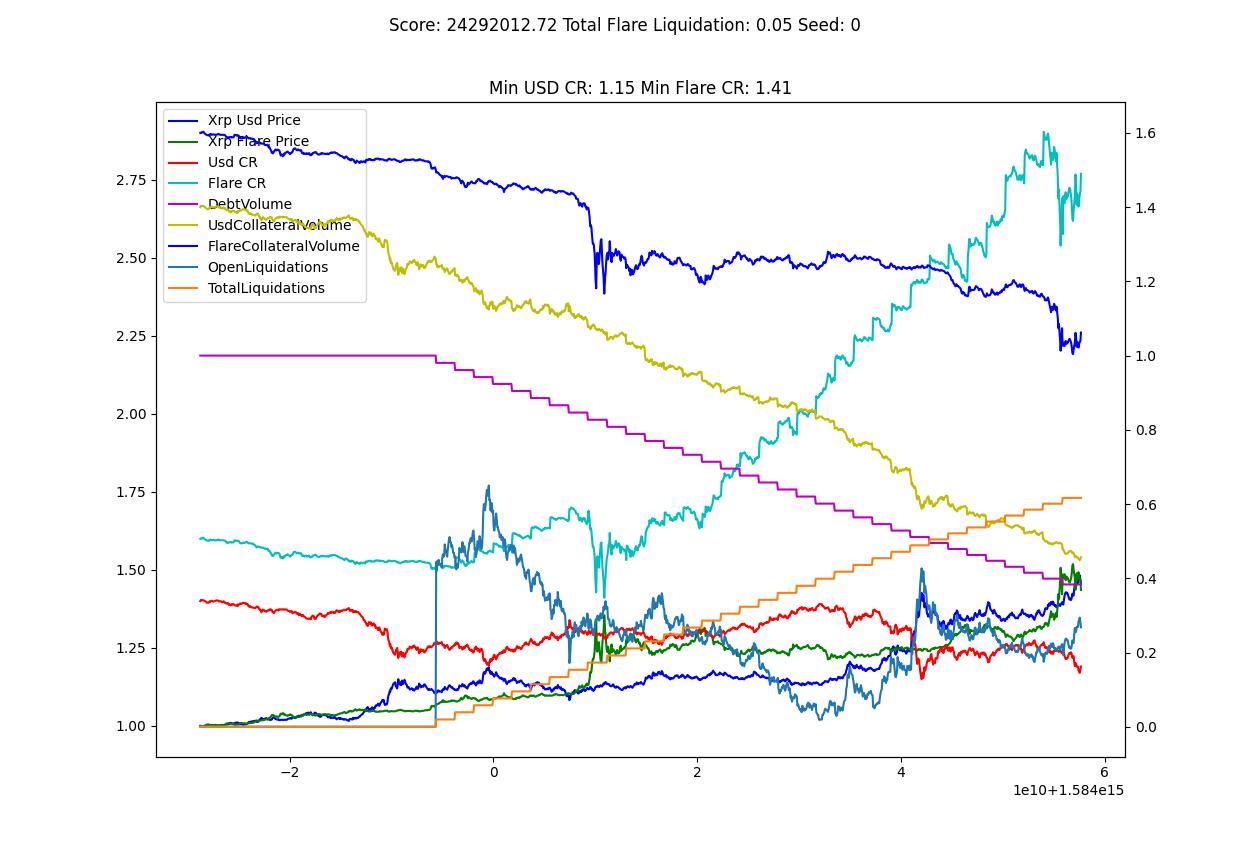 Score: 24292012.72 Total Flare Liquidation: 0.05 Seed: 0
Min USD CR: 1.15 Min Flare CR: 1.41
Xrp Usd Price
Xrp Flare Price
Usd CR
Flare CR
DebtVolume
UsdCollateralVolume
FlareCollateralVolume
OpenLiquidations
TotalLiquidations
2.75
2.50
2.25
2.00
1.75
1.50
1.25
1.00
1.6
1.4
1.2
1.0
0.8
0.6
0.4
0.2
0.0
−2 0 2 4 6
1e10+1.584e15